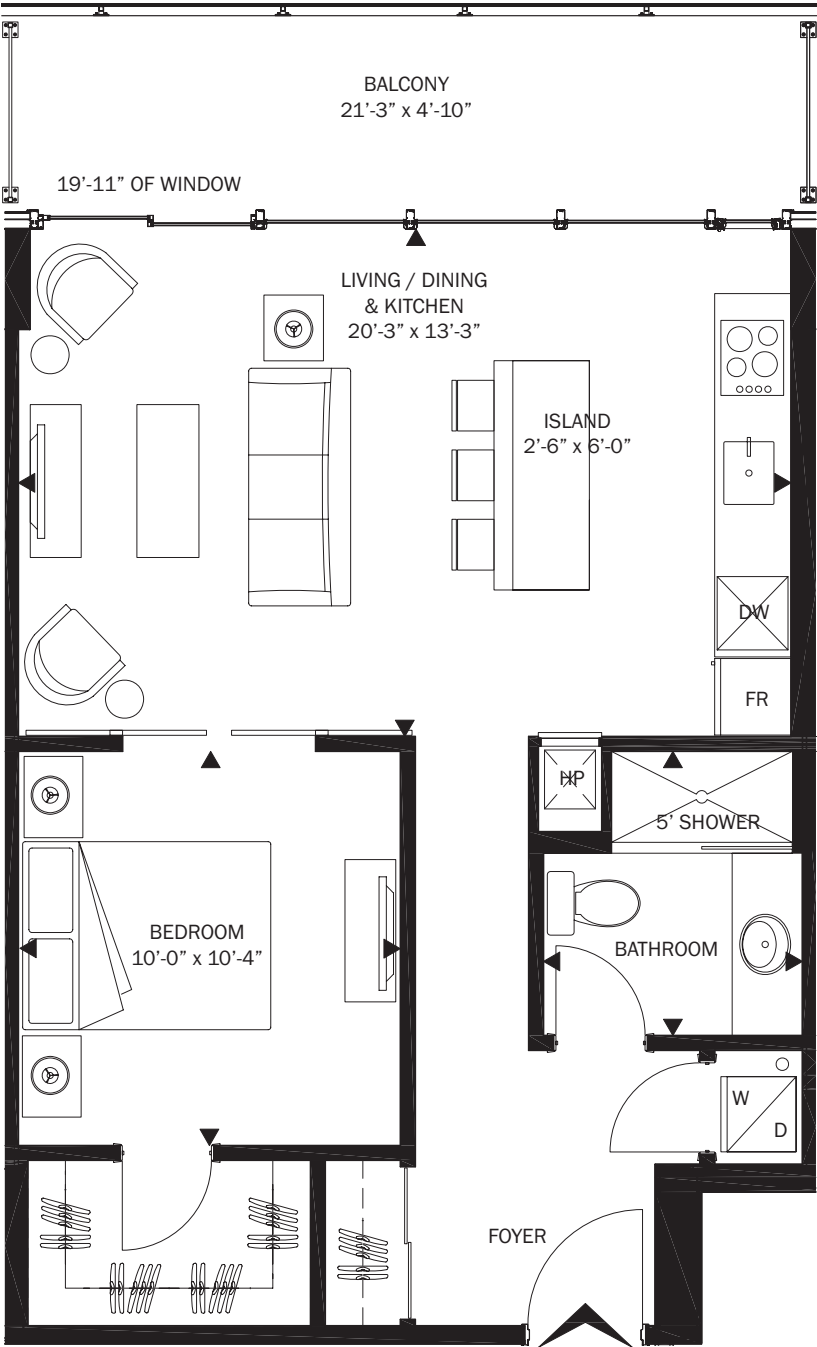 BALCONY
21’-3” x 4’-10”
19’-11” OF WINDOW
LIVING / DINING
& KITCHEN
20’-3” x 13’-3”
ISLAND
2’-6” x 6’-0”
DW
FR
HP
5’ SHOWER
BEDROOM
10’-0” x 10’-4”
BATHROOM
W
D
FOYER